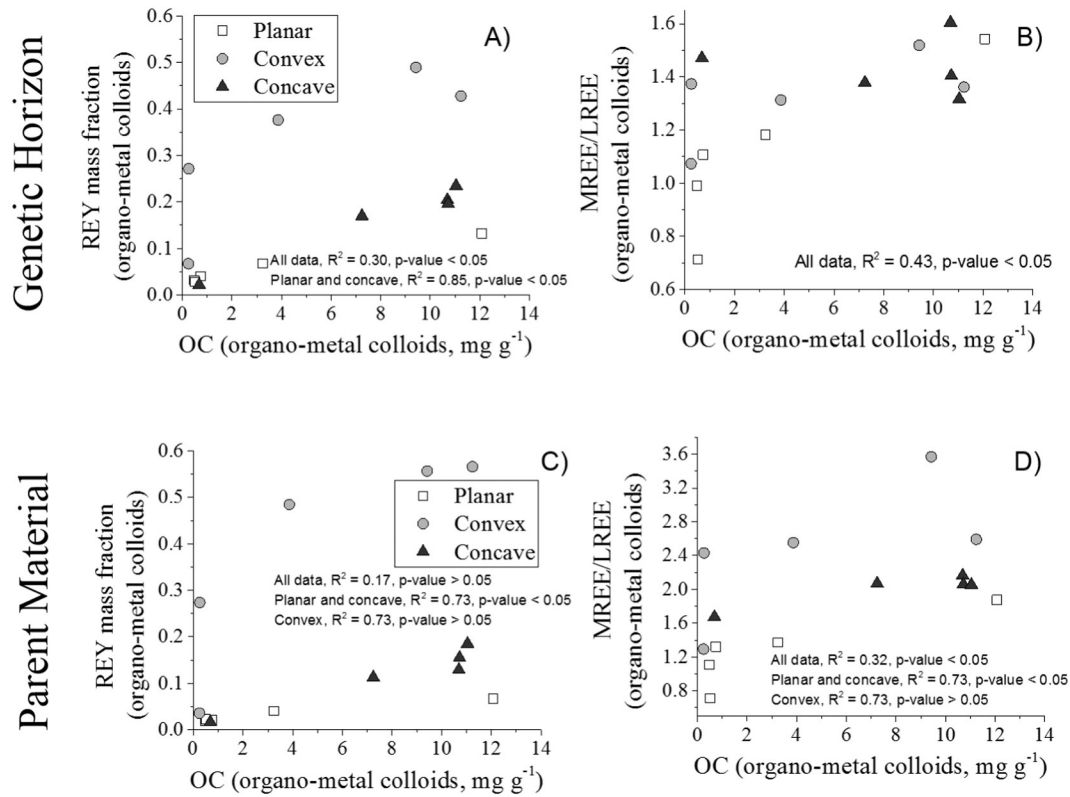 Genetic Horizon
REY mass fraction
(organo-metal colloids)
0.6
0.5
0.4
0.3
0.2
0.1
0.0
Planar
Convex
Concave
A)
All data, R² = 0.30, p-value < 0.05
Planar and concave, R² = 0.85, p-value < 0.05
0 2 4 6 8 10 12 14
OC (organo-metal colloids, mg g⁻¹)
MREE/LREE
(organo-metal colloids)
1.6
1.4
1.2
1.0
0.8
0.6
B)
All data, R² = 0.43, p-value < 0.05
0 2 4 6 8 10 12 14
OC (organo-metal colloids, mg g⁻¹)
Parent Material
REY mass fraction
(organo-metal colloids)
0.6
0.5
0.4
0.3
0.2
0.1
0.0
C)
Planar
Convex
Concave
All data, R² = 0.17, p-value > 0.05
Planar and concave, R² = 0.73, p-value < 0.05
Convex, R² = 0.73, p-value > 0.05
0 2 4 6 8 10 12 14
OC (organo-metal colloids, mg g⁻¹)
MREE/LREE
(organo-metal colloids)
3.6
3.2
2.8
2.4
2.0
1.6
1.2
0.8
D)
All data, R² = 0.32, p-value < 0.05
Planar and concave, R² = 0.73, p-value < 0.05
Convex, R² = 0.73, p-value > 0.05
0 2 4 6 8 10 12 14
OC (organo-metal colloids, mg g⁻¹)